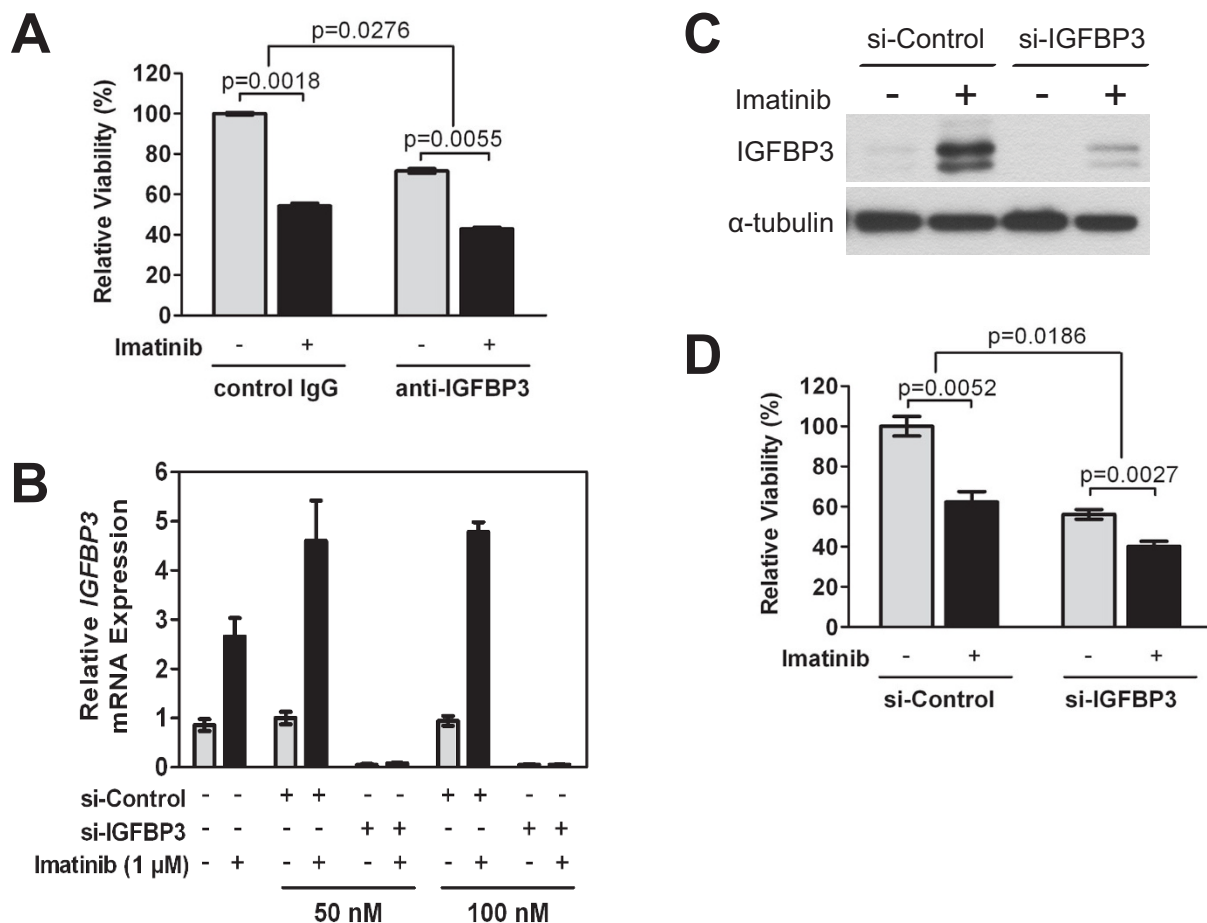 A
p=0.0276
p=0.0018
p=0.0055
Relative Viability (%)
120
100
80
60
40
20
0
Imatinib - + - +
control IgG anti-IGFBP3
B
Relative IGFBP3
mRNA Expression
6
5
4
3
2
1
0
si-Control - - + + - - + + - -
si-IGFBP3 - - - - + + - - + +
Imatinib (1 µM) - + - + - + - + - +
50 nM 100 nM
C
si-Control si-IGFBP3
Imatinib - + - +
IGFBP3
α-tubulin
D
p=0.0186
p=0.0052
p=0.0027
Relative Viability (%)
120
100
80
60
40
20
0
Imatinib - + - +
si-Control si-IGFBP3